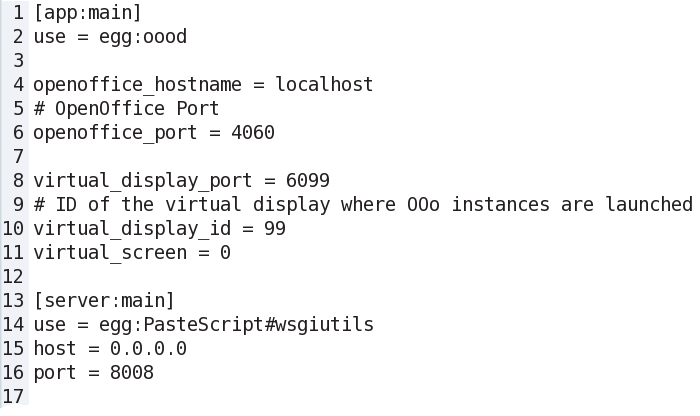 1 [app:main]
2 use = egg:oood
3
4 openoffice_hostname = localhost
5 # OpenOffice Port
6 openoffice_port = 4060
7
8 virtual_display_port = 6099
9 # ID of the virtual display where OOo instances are launched
10 virtual_display_id = 99
11 virtual_screen = 0
12
13 [server:main]
14 use = egg:PasteScript#wsgiutils
15 host = 0.0.0.0
16 port = 8008
17